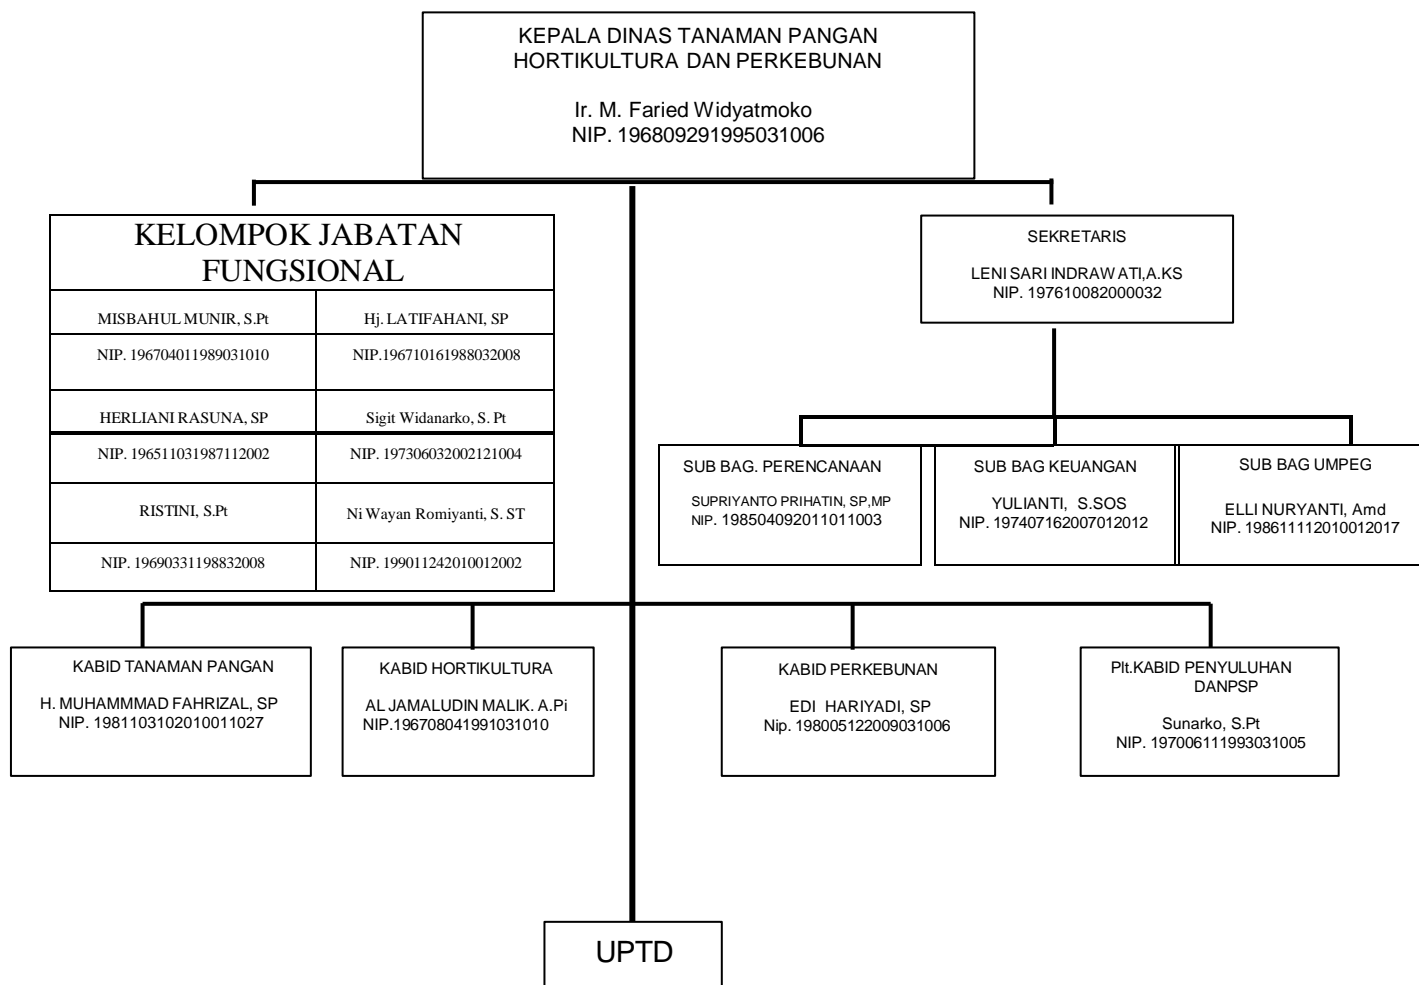 KEPALA DINAS TANAMAN PANGAN
HORTIKULTURA DAN PERKEBUNAN
Ir. M. Faried Widyatmoko
NIP. 196809291995031006
KELOMPOK JABATAN
FUNGSIONAL
MISBAHUL MUNIR, S.Pt
Hj. LATIFAHANI, SP
NIP. 196704011989031010
NIP.196710161988032008
HERLIANI RASUNA, SP
Sigit Widanarko, S. Pt
NIP. 196511031987112002
NIP. 197306032002121004
RISTINI, S.Pt
Ni Wayan Romiyanti, S. ST
NIP. 19690331198832008
NIP. 199011242010012002
SEKRETARIS
LENI SARI INDRAWATI,A.KS
NIP. 197610082000032
SUB BAG. PERENCANAAN
SUPRIYANTO PRIHATIN, SP,MP
NIP. 198504092011011003
SUB BAG KEUANGAN
YULIANTI, S.SOS
NIP. 197407162007012012
SUB BAG UMPEG
ELLI NURYANTI, Amd
NIP. 198611112010012017
KABID TANAMAN PANGAN
H. MUHAMMMAD FAHRIZAL, SP
NIP. 1981103102010011027
KABID HORTIKULTURA
AL JAMALUDIN MALIK. A.Pi
NIP.196708041991031010
KABID PERKEBUNAN
EDI HARIYADI, SP
Nip. 198005122009031006
Plt.KABID PENYULUHAN
DANPSP
Sunarko, S.Pt
NIP. 197006111993031005
UPTD